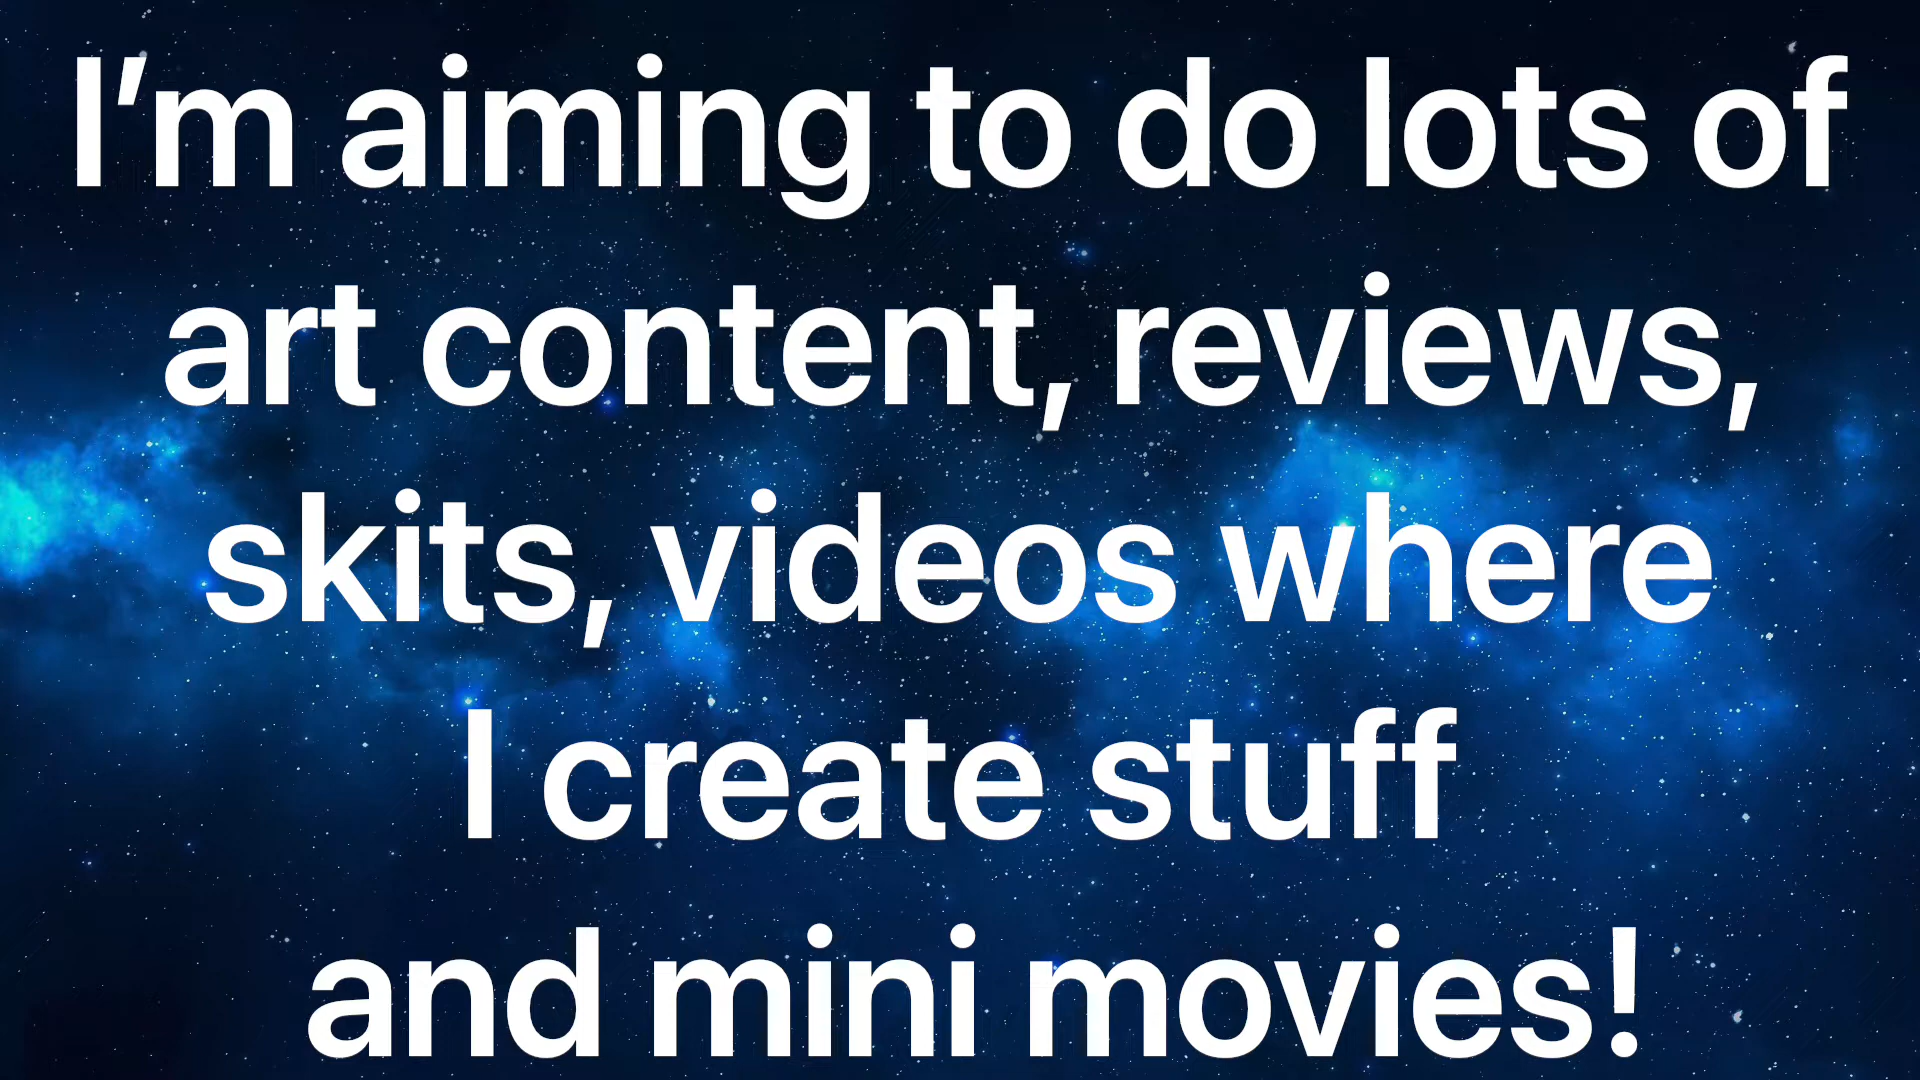 I’m aiming to do lots of
art content, reviews,
skits, videos where
I create stuff
and mini movies!